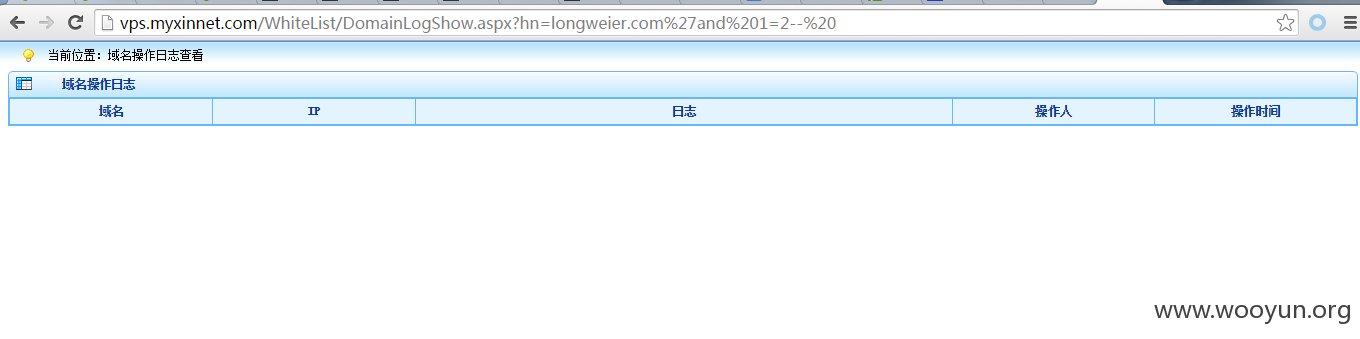 vps.myxinnet.com/WhiteList/DomainLogShow.aspx?hn=longweier.com%27and%201=2--%20
当前位置：域名操作日志查看
域名操作日志
域名 IP 日志 操作人 操作时间
www.wooyun.org